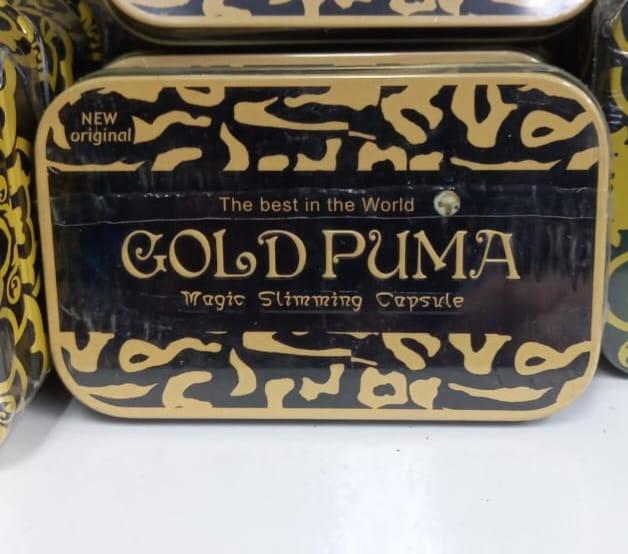 NEW
original
The best in the World
GOLD PUMA
Magic Slimming Capsule